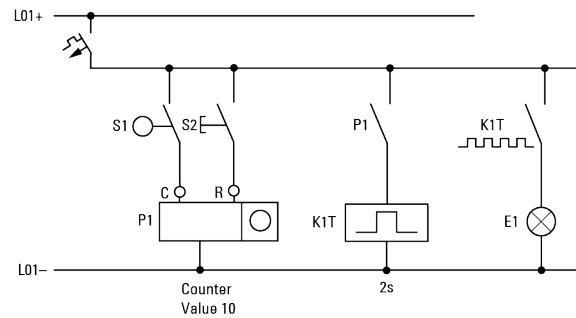 L01+
S1
S2
P1
K1T
C
R
P1
K1T
E1
L01–
Counter
Value 10
2s